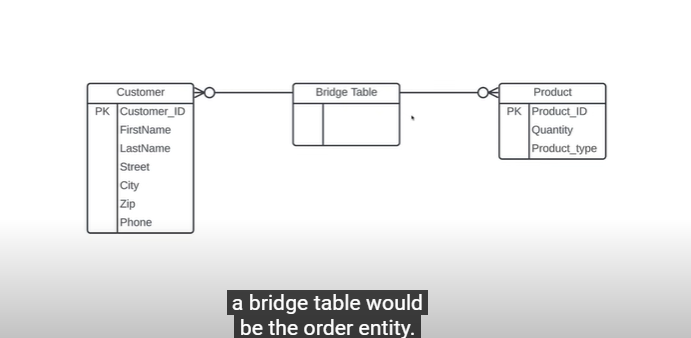 Customer
PK Customer_ID
FirstName
LastName
Street
City
Zip
Phone
Bridge Table
Product
PK Product_ID
Quantity
Product_type
a bridge table would
be the order entity.